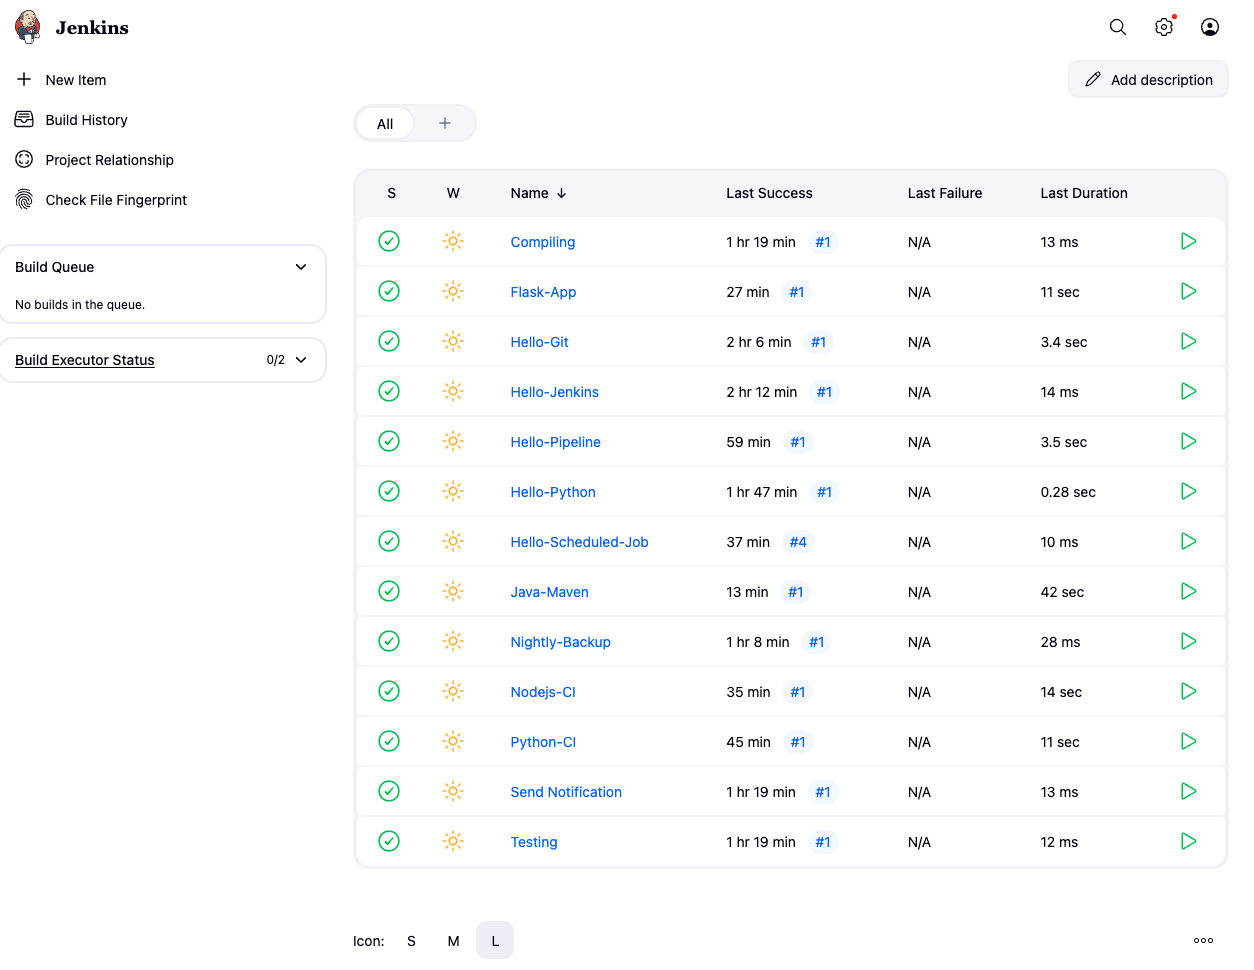 Jenkins
New Item
Build History
Project Relationship
Check File Fingerprint
Build Queue
No builds in the queue.
Build Executor Status 0/2
Add description
All
S W Name ↓ Last Success Last Failure Last Duration
Compiling 1 hr 19 min #1 N/A 13 ms
Flask-App 27 min #1 N/A 11 sec
Hello-Git 2 hr 6 min #1 N/A 3.4 sec
Hello-Jenkins 2 hr 12 min #1 N/A 14 ms
Hello-Pipeline 59 min #1 N/A 3.5 sec
Hello-Python 1 hr 47 min #1 N/A 0.28 sec
Hello-Scheduled-Job 37 min #4 N/A 10 ms
Java-Maven 13 min #1 N/A 42 sec
Nightly-Backup 1 hr 8 min #1 N/A 28 ms
Nodejs-CI 35 min #1 N/A 14 sec
Python-CI 45 min #1 N/A 11 sec
Send Notification 1 hr 19 min #1 N/A 13 ms
Testing 1 hr 19 min #1 N/A 12 ms
Icon: S M L